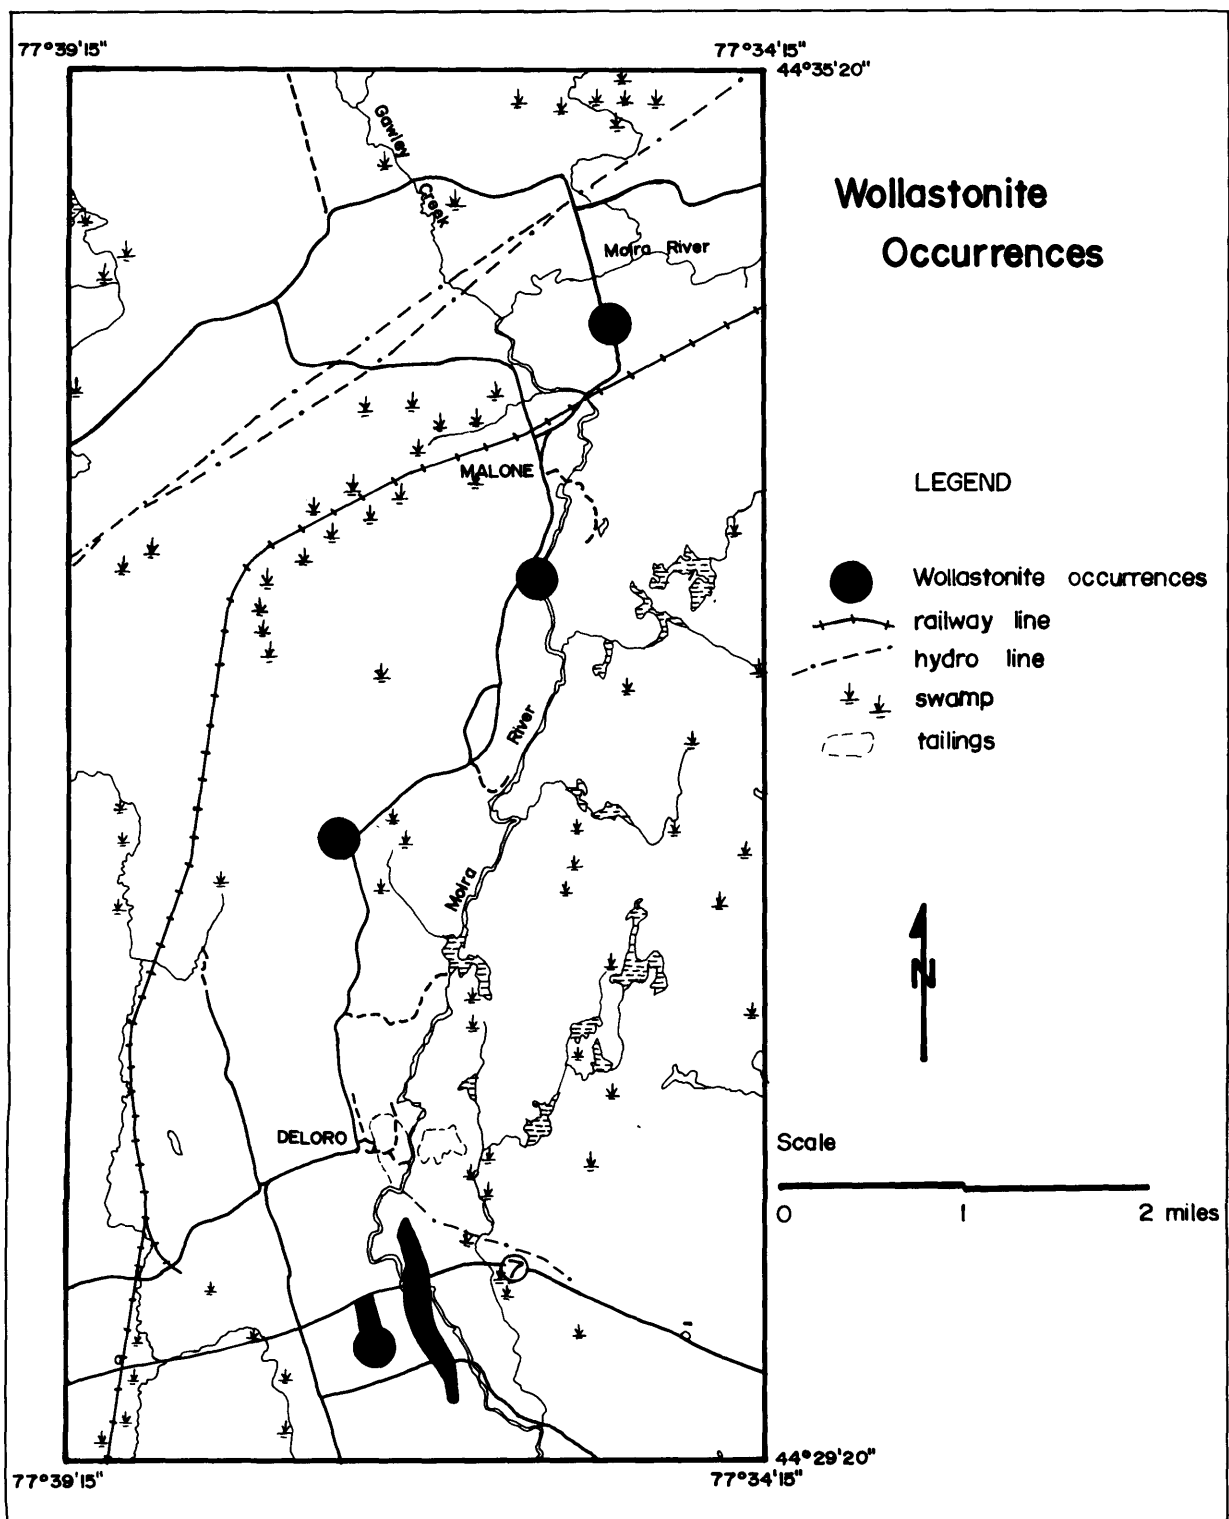 77°39'15"
77°34'15"
44°35'20"
Gawley
Creek
Wollastonite
Occurrences
Moira River
MALONE
LEGEND
Wollastonite occurrences
railway line
hydro line
swamp
tailings
River
Moira
N
DELORO
Scale
0 1 2 miles
7
44°29'20"
77°39'15"
77°34'15"